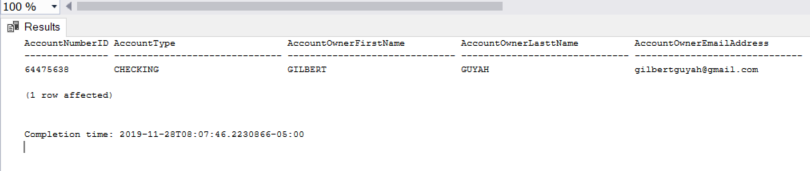 100 %
Results
AccountNumberID AccountType AccountOwnerFirstName AccountOwnerLasttName AccountOwnerEmailAddress
--------------- ------------------------------ ------------------------------ ------------------------------ ------------------------------
64475638 CHECKING GILBERT GUYAH gilbertguyah@gmail.com
(1 row affected)
Completion time: 2019-11-28T08:07:46.2230866-05:00